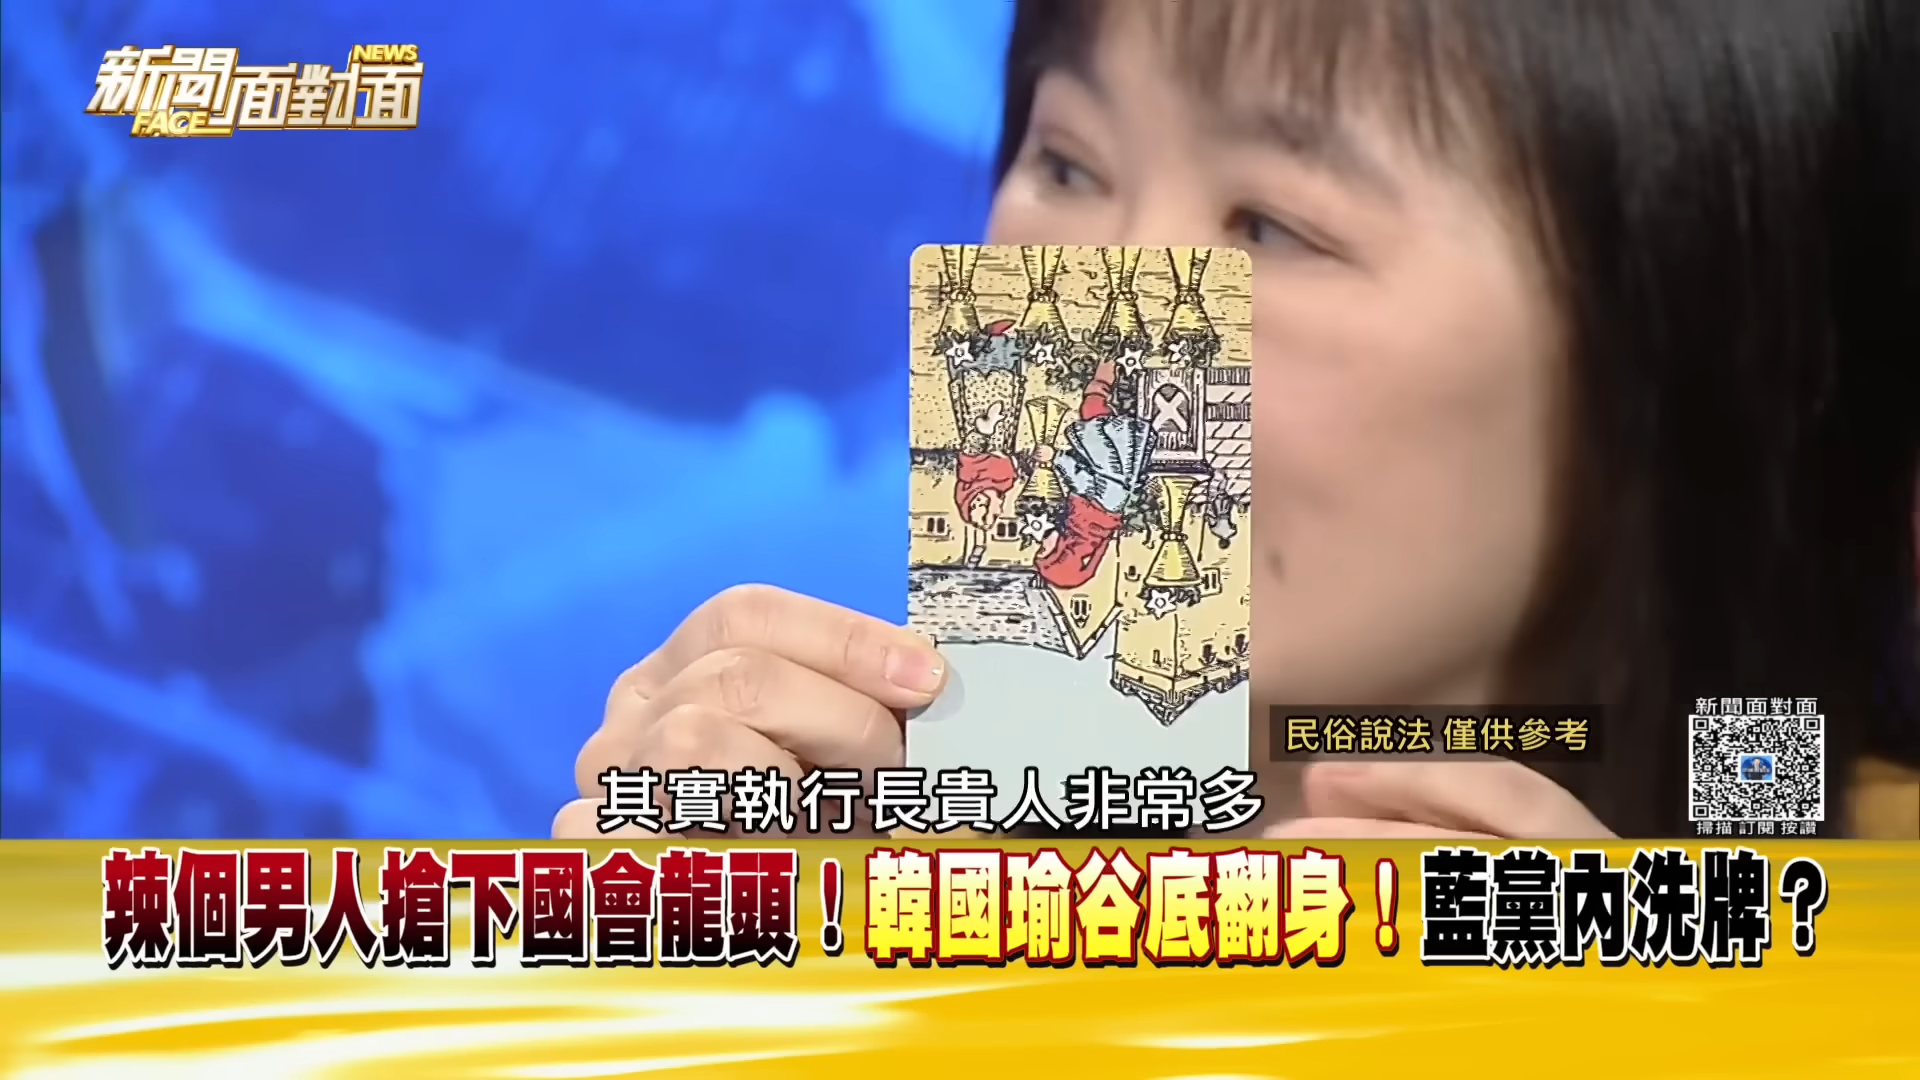 新聞面對面
NEWS
FACE
民俗說法 僅供參考
新聞面對面
掃描 訂閱 按讚
其實執行長貴人非常多
辣個男人搶下國會龍頭！韓國瑜谷底翻身！藍黨內洗牌？